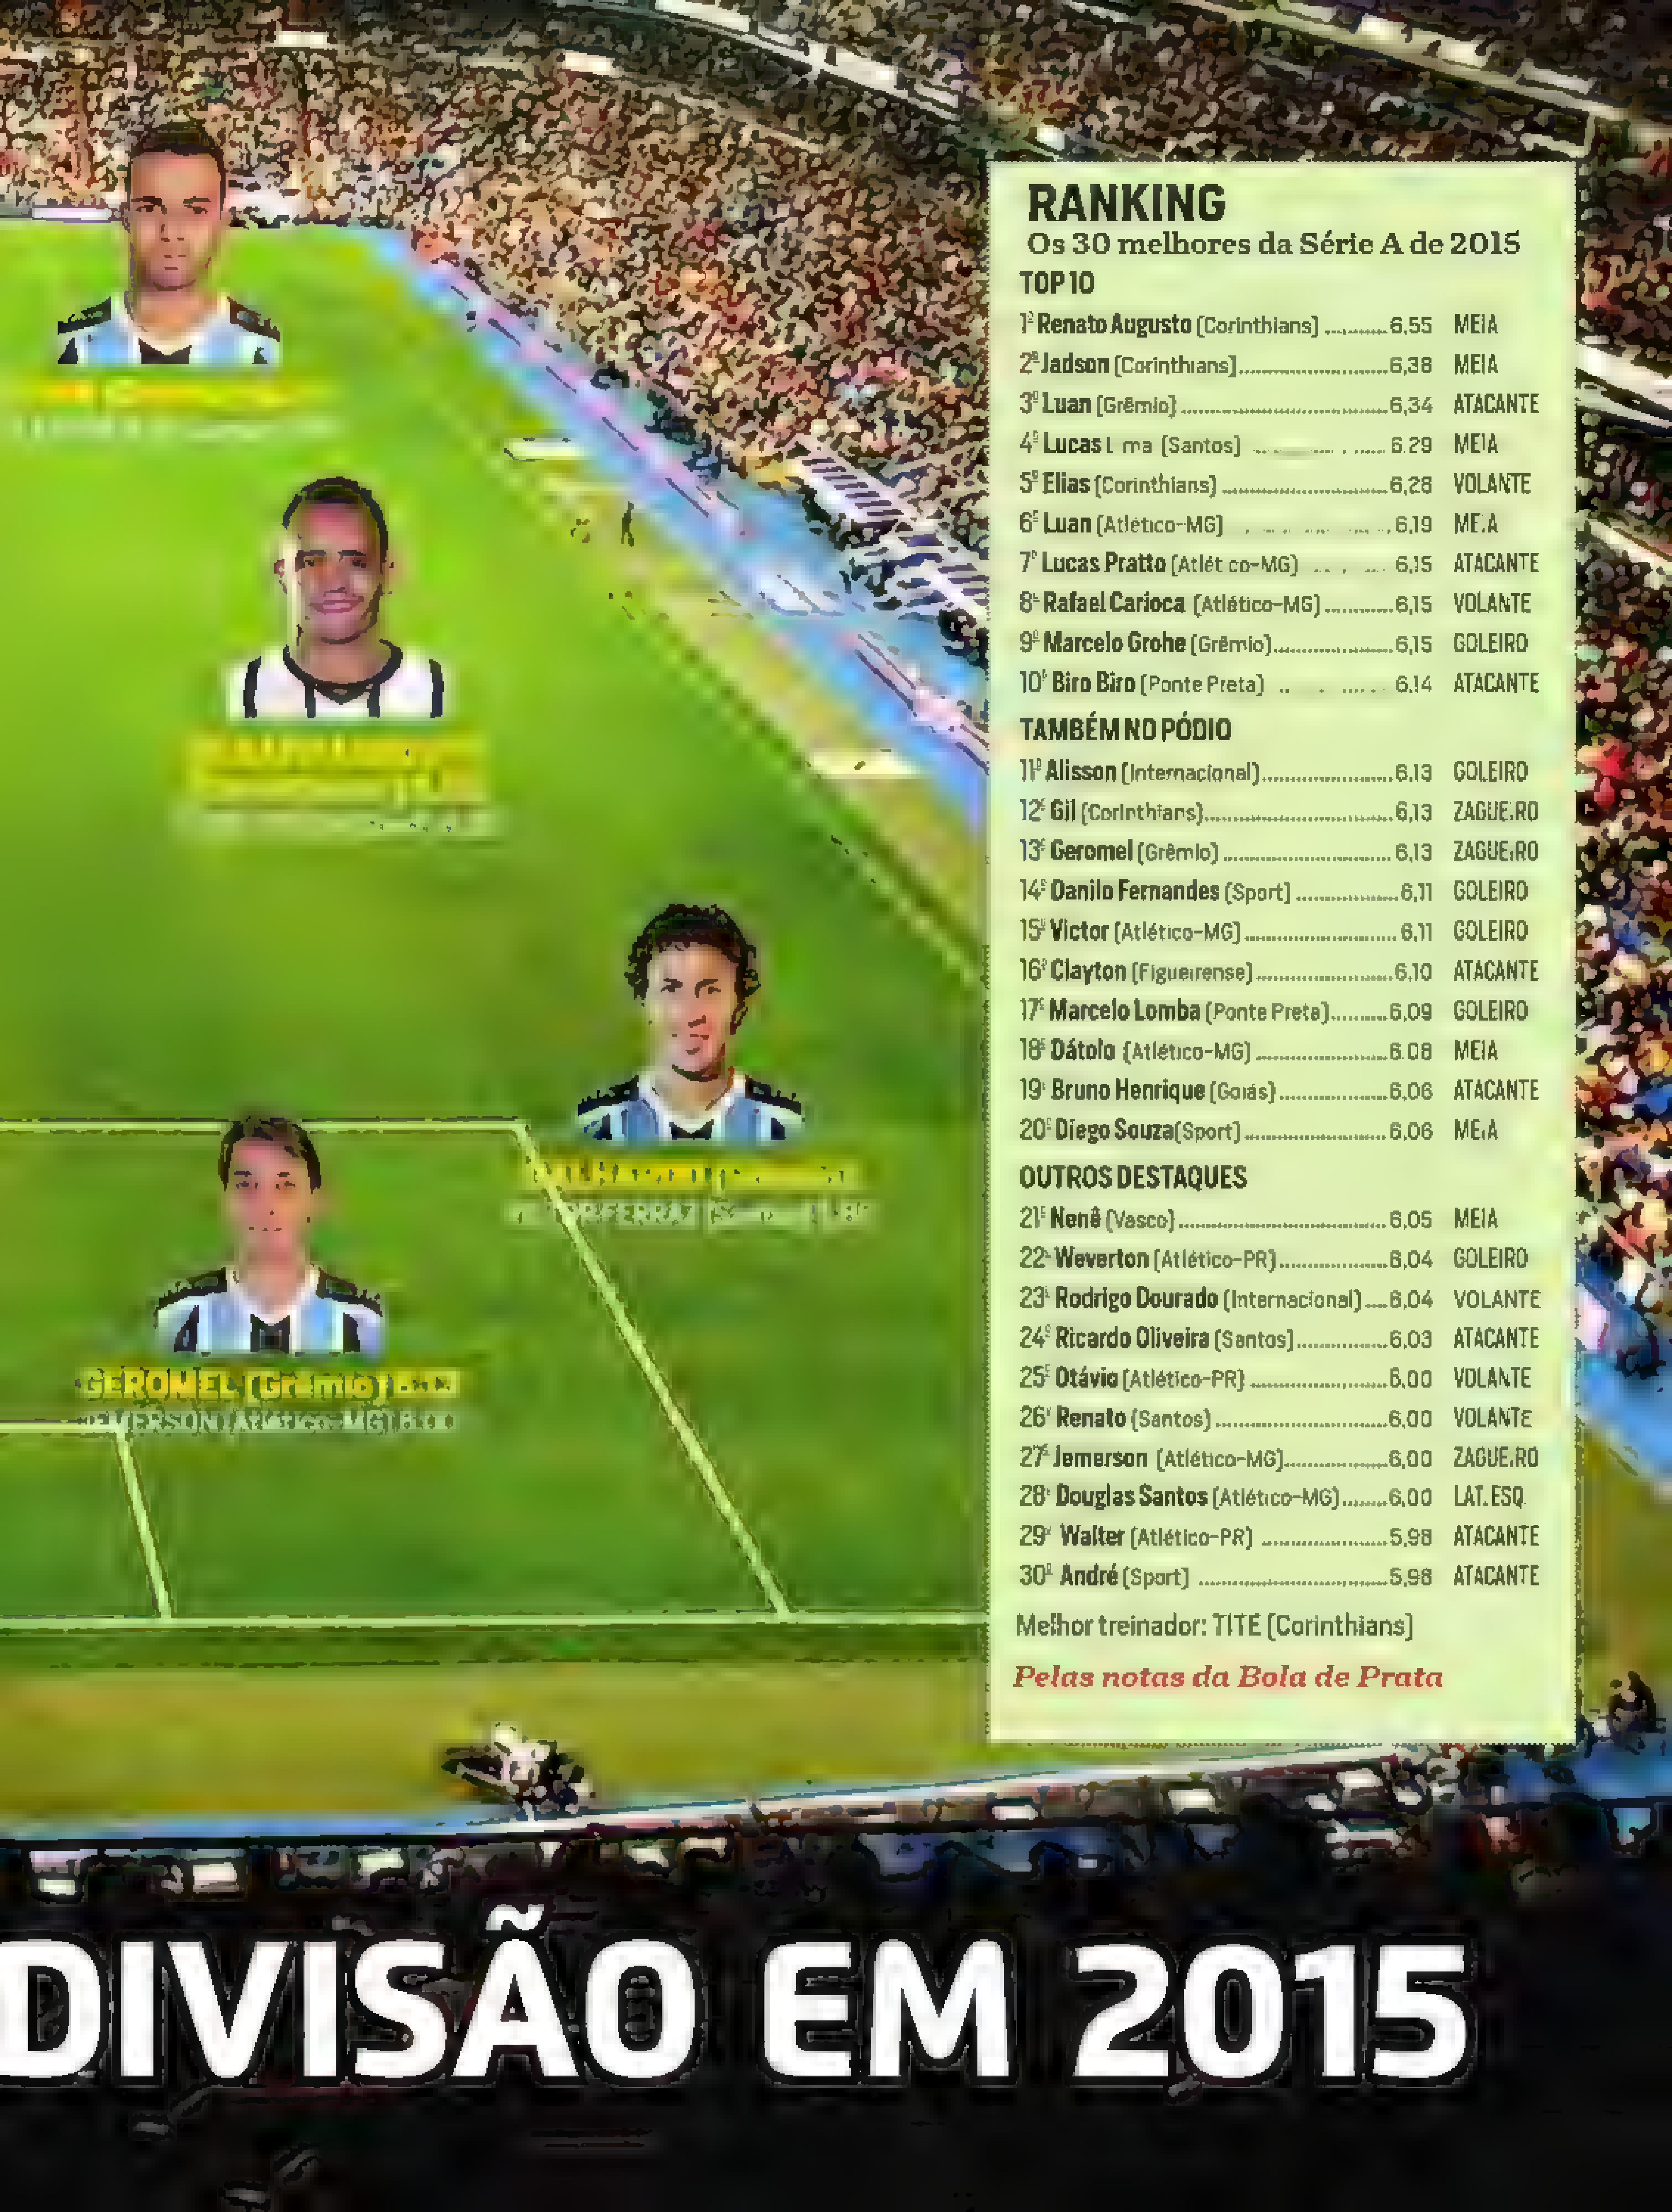 RANKING
Os 30 melhores da Série A de 2015
TOP 10
1º Renato Augusto (Corinthians) 6,55 MEIA
2º Jadson (Corinthians) 6,38 MEIA
3º Luan (Grêmio) 6,34 ATACANTE
4º Lucas Lima (Santos) 6,29 MEIA
5º Elias (Corinthians) 6,28 VOLANTE
6º Luan (Atlético-MG) 6,19 MEIA
7º Lucas Pratto (Atlético-MG) 6,15 ATACANTE
8º Rafael Carioca (Atlético-MG) 6,15 VOLANTE
9º Marcelo Grohe (Grêmio) 6,15 GOLEIRO
10º Biro Biro (Ponte Preta) 6,14 ATACANTE
TAMBÉM NO PÓDIO
11º Alisson (Internacional) 6,13 GOLEIRO
12º Gil (Corinthians) 6,13 ZAGUEIRO
13º Geromel (Grêmio) 6,13 ZAGUEIRO
14º Danilo Fernandes (Sport) 6,11 GOLEIRO
15º Victor (Atlético-MG) 6,11 GOLEIRO
16º Clayton (Figueirense) 6,10 ATACANTE
17º Marcelo Lomba (Ponte Preta) 6,09 GOLEIRO
18º Dátolo (Atlético-MG) 6,08 MEIA
19º Bruno Henrique (Goiás) 6,06 ATACANTE
20º Diego Souza (Sport) 6,06 MEIA
OUTROS DESTAQUES
21º Nenê (Vasco) 6,05 MEIA
22º Weverton (Atlético-PR) 6,04 GOLEIRO
23º Rodrigo Dourado (Internacional) 6,04 VOLANTE
24º Ricardo Oliveira (Santos) 6,03 ATACANTE
25º Otávio (Atlético-PR) 6,00 VOLANTE
26º Renato (Santos) 6,00 VOLANTE
27º Jemerson (Atlético-MG) 6,00 ZAGUEIRO
28º Douglas Santos (Atlético-MG) 6,00 LAT. ESQ.
29º Walter (Atlético-PR) 5,98 ATACANTE
30º André (Sport) 5,98 ATACANTE
Melhor treinador: TITE (Corinthians)
Pelas notas da Bola de Prata
GEROMEL (Grêmio)
JEMERSON (Atlético-MG)
DIVISÃO EM 2015